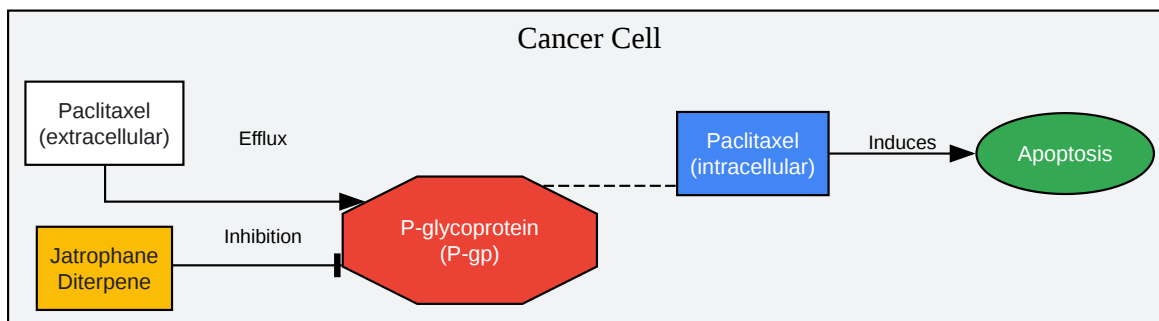 Cancer Cell
Paclitaxel
(extracellular)
Efflux
Paclitaxel
(intracellular)
Induces
Apoptosis
Jatrophane
Diterpene
Inhibition
P-glycoprotein
(P-gp)